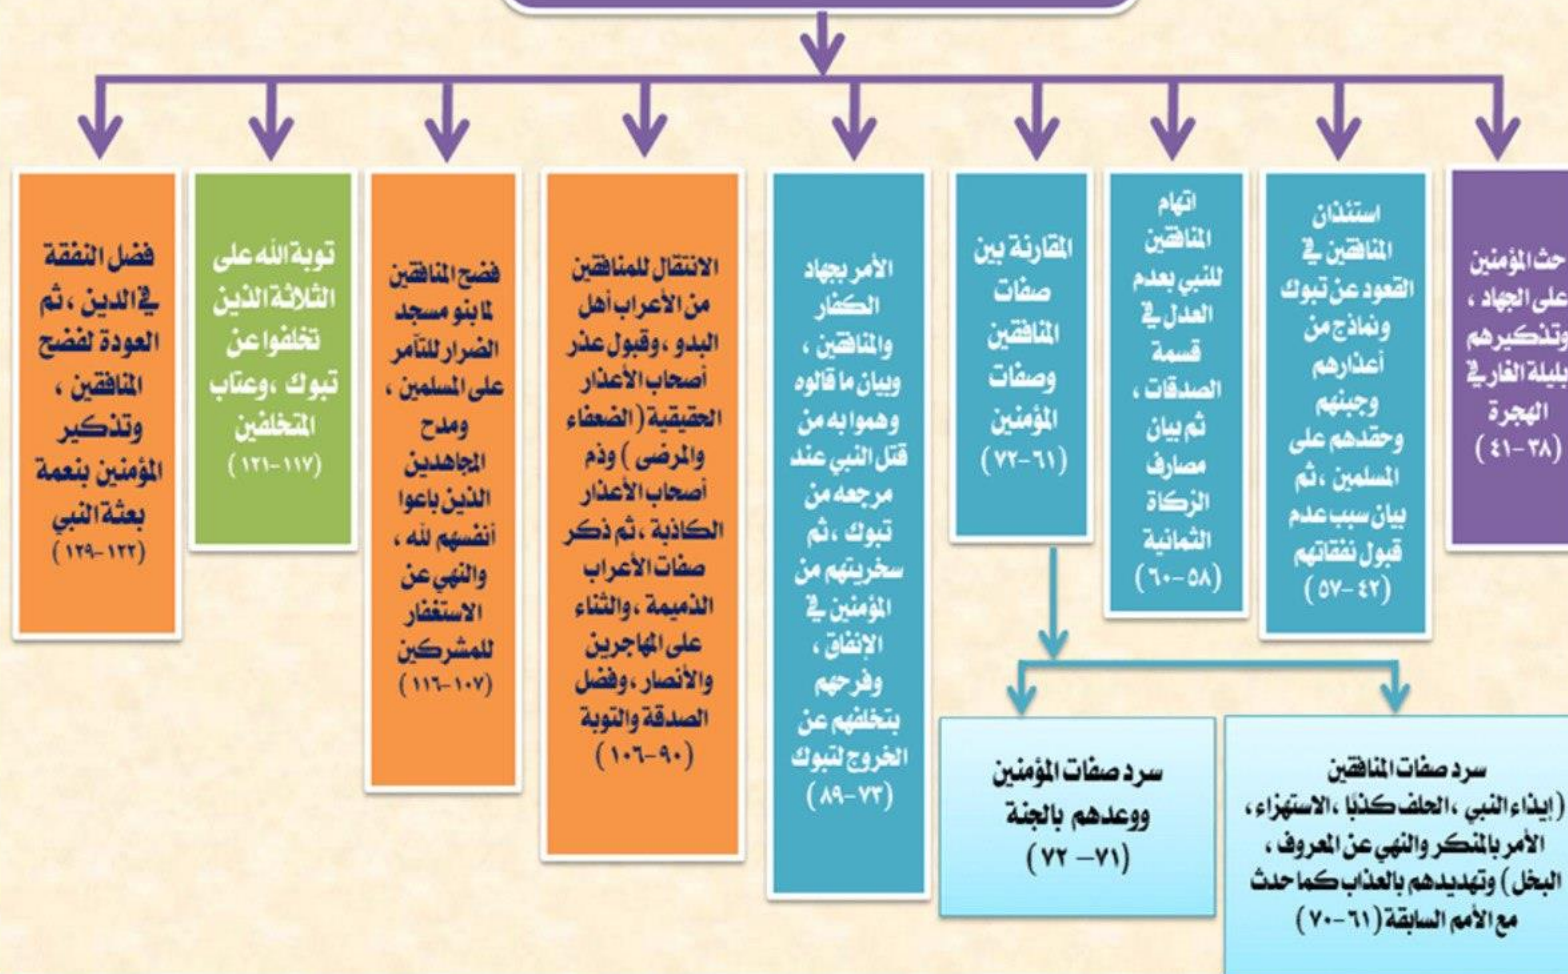 حث المؤمنين
على الجهاد ،
وتذكيرهم
بليلة الغار في
الهجرة
(٣٨-٤١)
استئذان
المنافقين في
القعود عن تبوك
ونماذج من
أعذارهم
وجبنهم
وحقدهم على
المسلمين ، ثم
بيان سبب عدم
قبول نفقاتهم
(٤٢-٥٧)
اتهام
المنافقين
للنبي بعدم
العدل في
قسمة
الصدقات ،
ثم بيان
مصارف
الزكاة
الثمانية
(٥٨-٦٠)
المقارنة بين
صفات
المنافقين
وصفات
المؤمنين
(٦١-٧٢)
سرد صفات المنافقين
(إيذاء النبي ، الحلف كذبًا ، الاستهزاء ،
الأمر بالمنكر والنهي عن المعروف ،
البخل) وتهديدهم بالعذاب كما حدث
مع الأمم السابقة (٦١-٧٠)
سرد صفات المؤمنين
ووعدهم بالجنة
(٧١- ٧٢)
الأمر بجهاد
الكفار
والمنافقين ،
وبيان ما قالوه
وهموا به من
قتل النبي عند
مرجعه من
تبوك ، ثم
سخريتهم من
المؤمنين في
الإنفاق ،
وفرحهم
بتخلفهم عن
الخروج لتبوك
(٧٣-٨٩)
الانتقال للمنافقين
من الأعراب أهل
البدو ، وقبول عذر
أصحاب الأعذار
الحقيقية (الضعفاء
والمرضى) وذم
أصحاب الأعذار
الكاذبة ، ثم ذكر
صفات الأعراب
الذميمة ، والثناء
على المهاجرين
والأنصار ، وفضل
الصدقة والتوبة
(٩٠-١٠٦)
فضح المنافقين
لما بنو مسجد
الضرار للتآمر
على المسلمين ،
ومدح
المجاهدين
الذين باعوا
أنفسهم لله ،
والنهي عن
الاستغفار
للمشركين
(١٠٧-١١٦)
توبة الله على
الثلاثة الذين
تخلفوا عن
تبوك ، وعتاب
المتخلفين
(١١٧-١٢١)
فضل النفقة
في الدين ، ثم
العودة لفضح
المنافقين ،
وتذكير
المؤمنين بنعمة
بعثة النبي
(١٢٢-١٢٩)